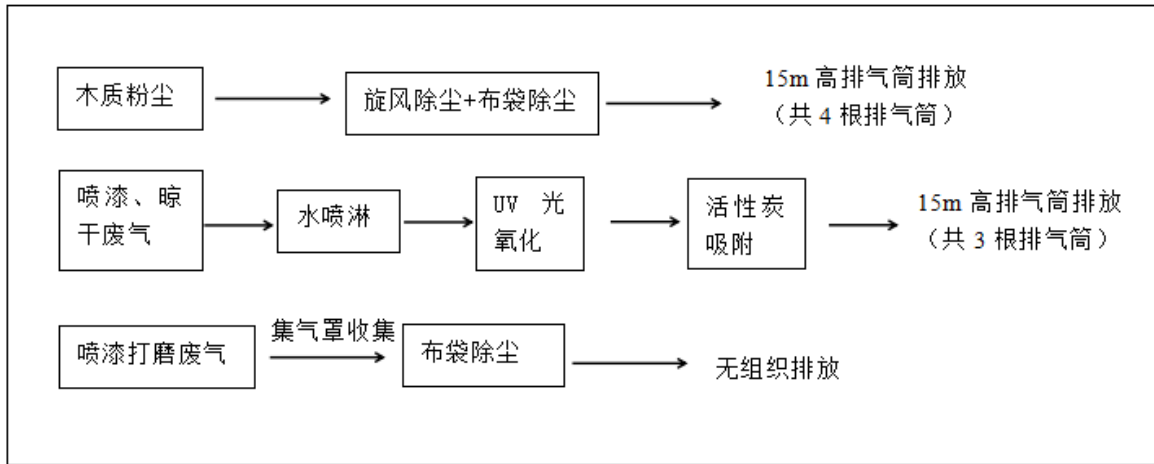 木质粉尘
旋风除尘+布袋除尘
15m 高排气筒排放
（共 4 根排气筒）
喷漆、晾
干废气
水喷淋
UV 光
氧化
活性炭
吸附
15m 高排气筒排放
（共 3 根排气筒）
喷漆打磨废气
集气罩收集
布袋除尘
无组织排放